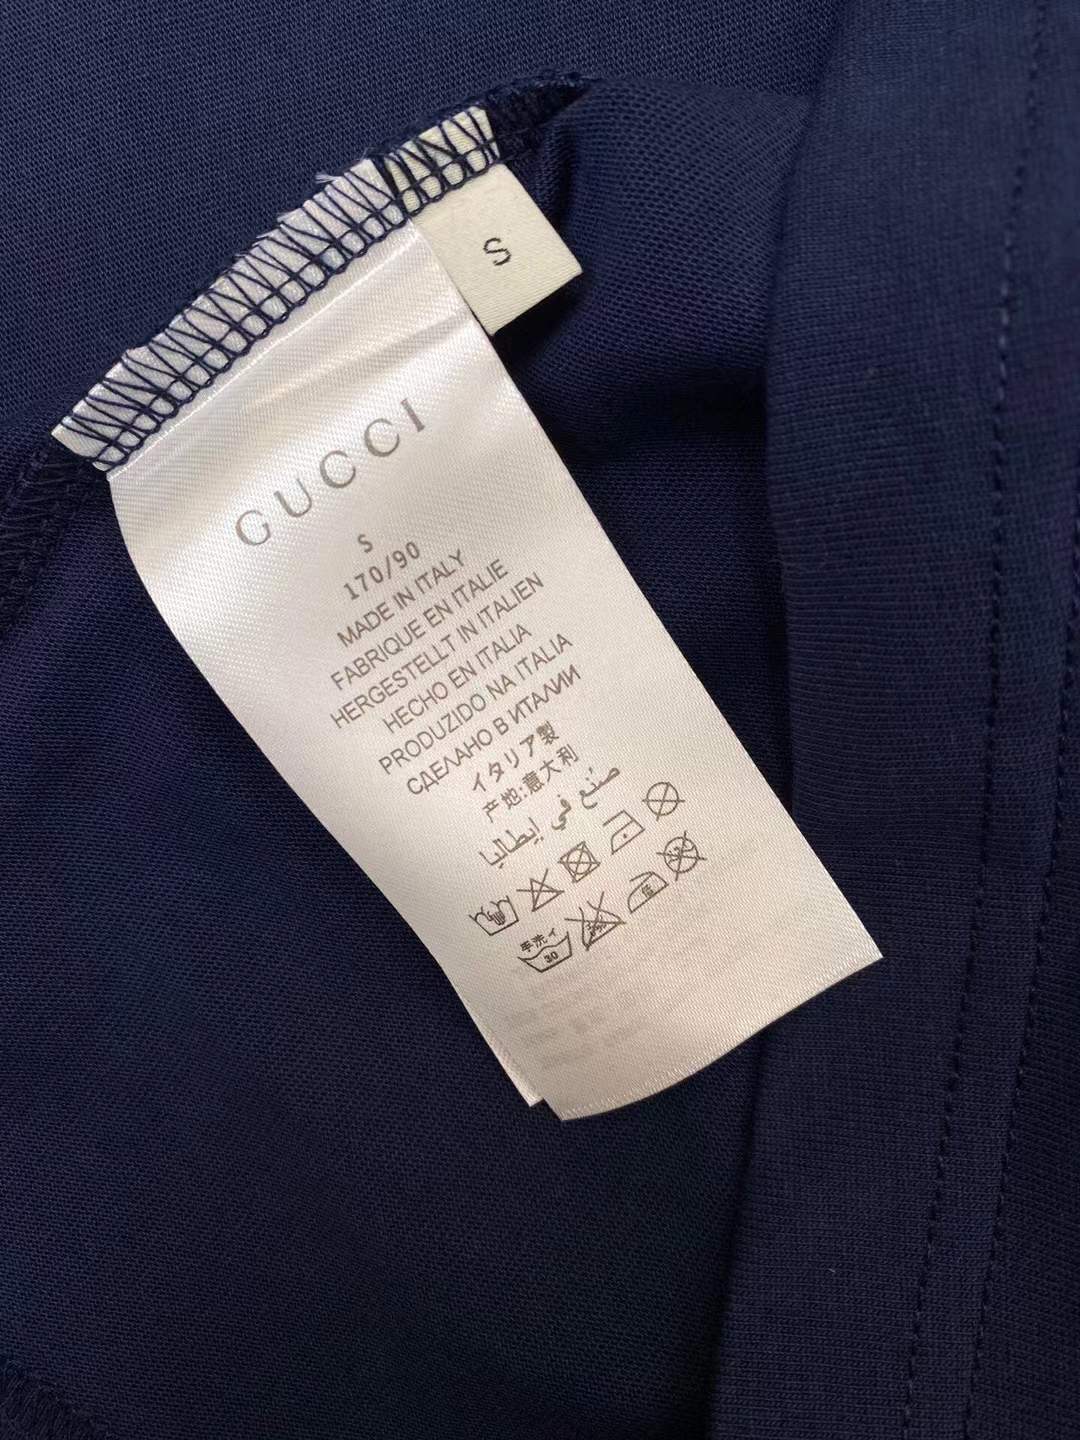 S
GUCCI
S
170/90
MADE IN ITALY
FABRIQUE EN ITALIE
HERGESTELLT IN ITALIEN
HECHO EN ITALIA
PRODUZIDO NA ITALIA
СДЕЛАНО В ИТАЛИИ
イタリア製
产地:意大利
صُنع في إيطاليا
手洗イ
30